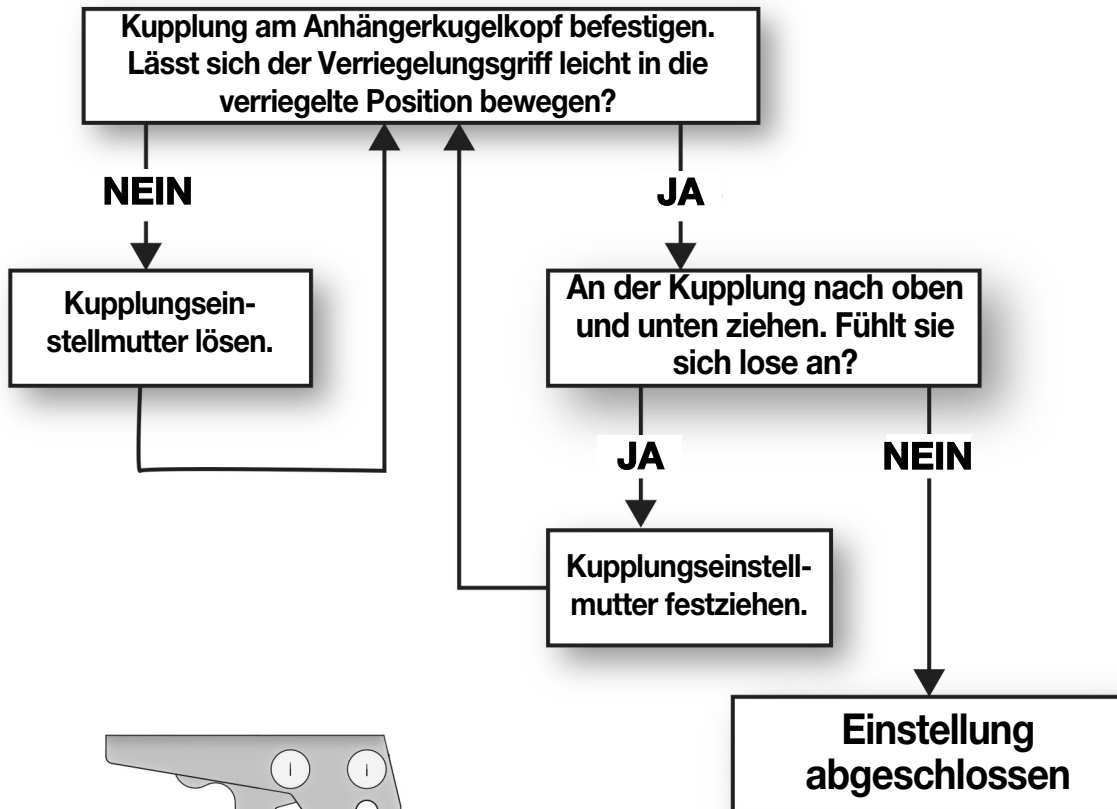 Kupplung am Anhängerkugelkopf befestigen.
Lässt sich der Verriegelungsgriff leicht in die
verriegelte Position bewegen?
NEIN
JA
Kupplungsein-
stellmutter lösen.
An der Kupplung nach oben
und unten ziehen. Fühlt sie
sich lose an?
JA
NEIN
Kupplungseinstell-
mutter festziehen.
Einstellung
abgeschlossen